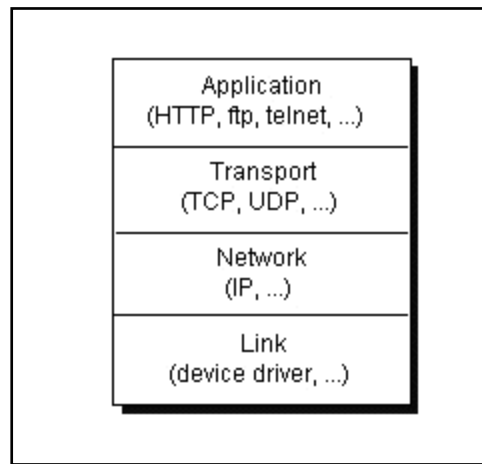 Application
(HTTP, ftp, telnet, ...)
Transport
(TCP, UDP, ...)
Network
(IP, ...)
Link
(device driver, ...)